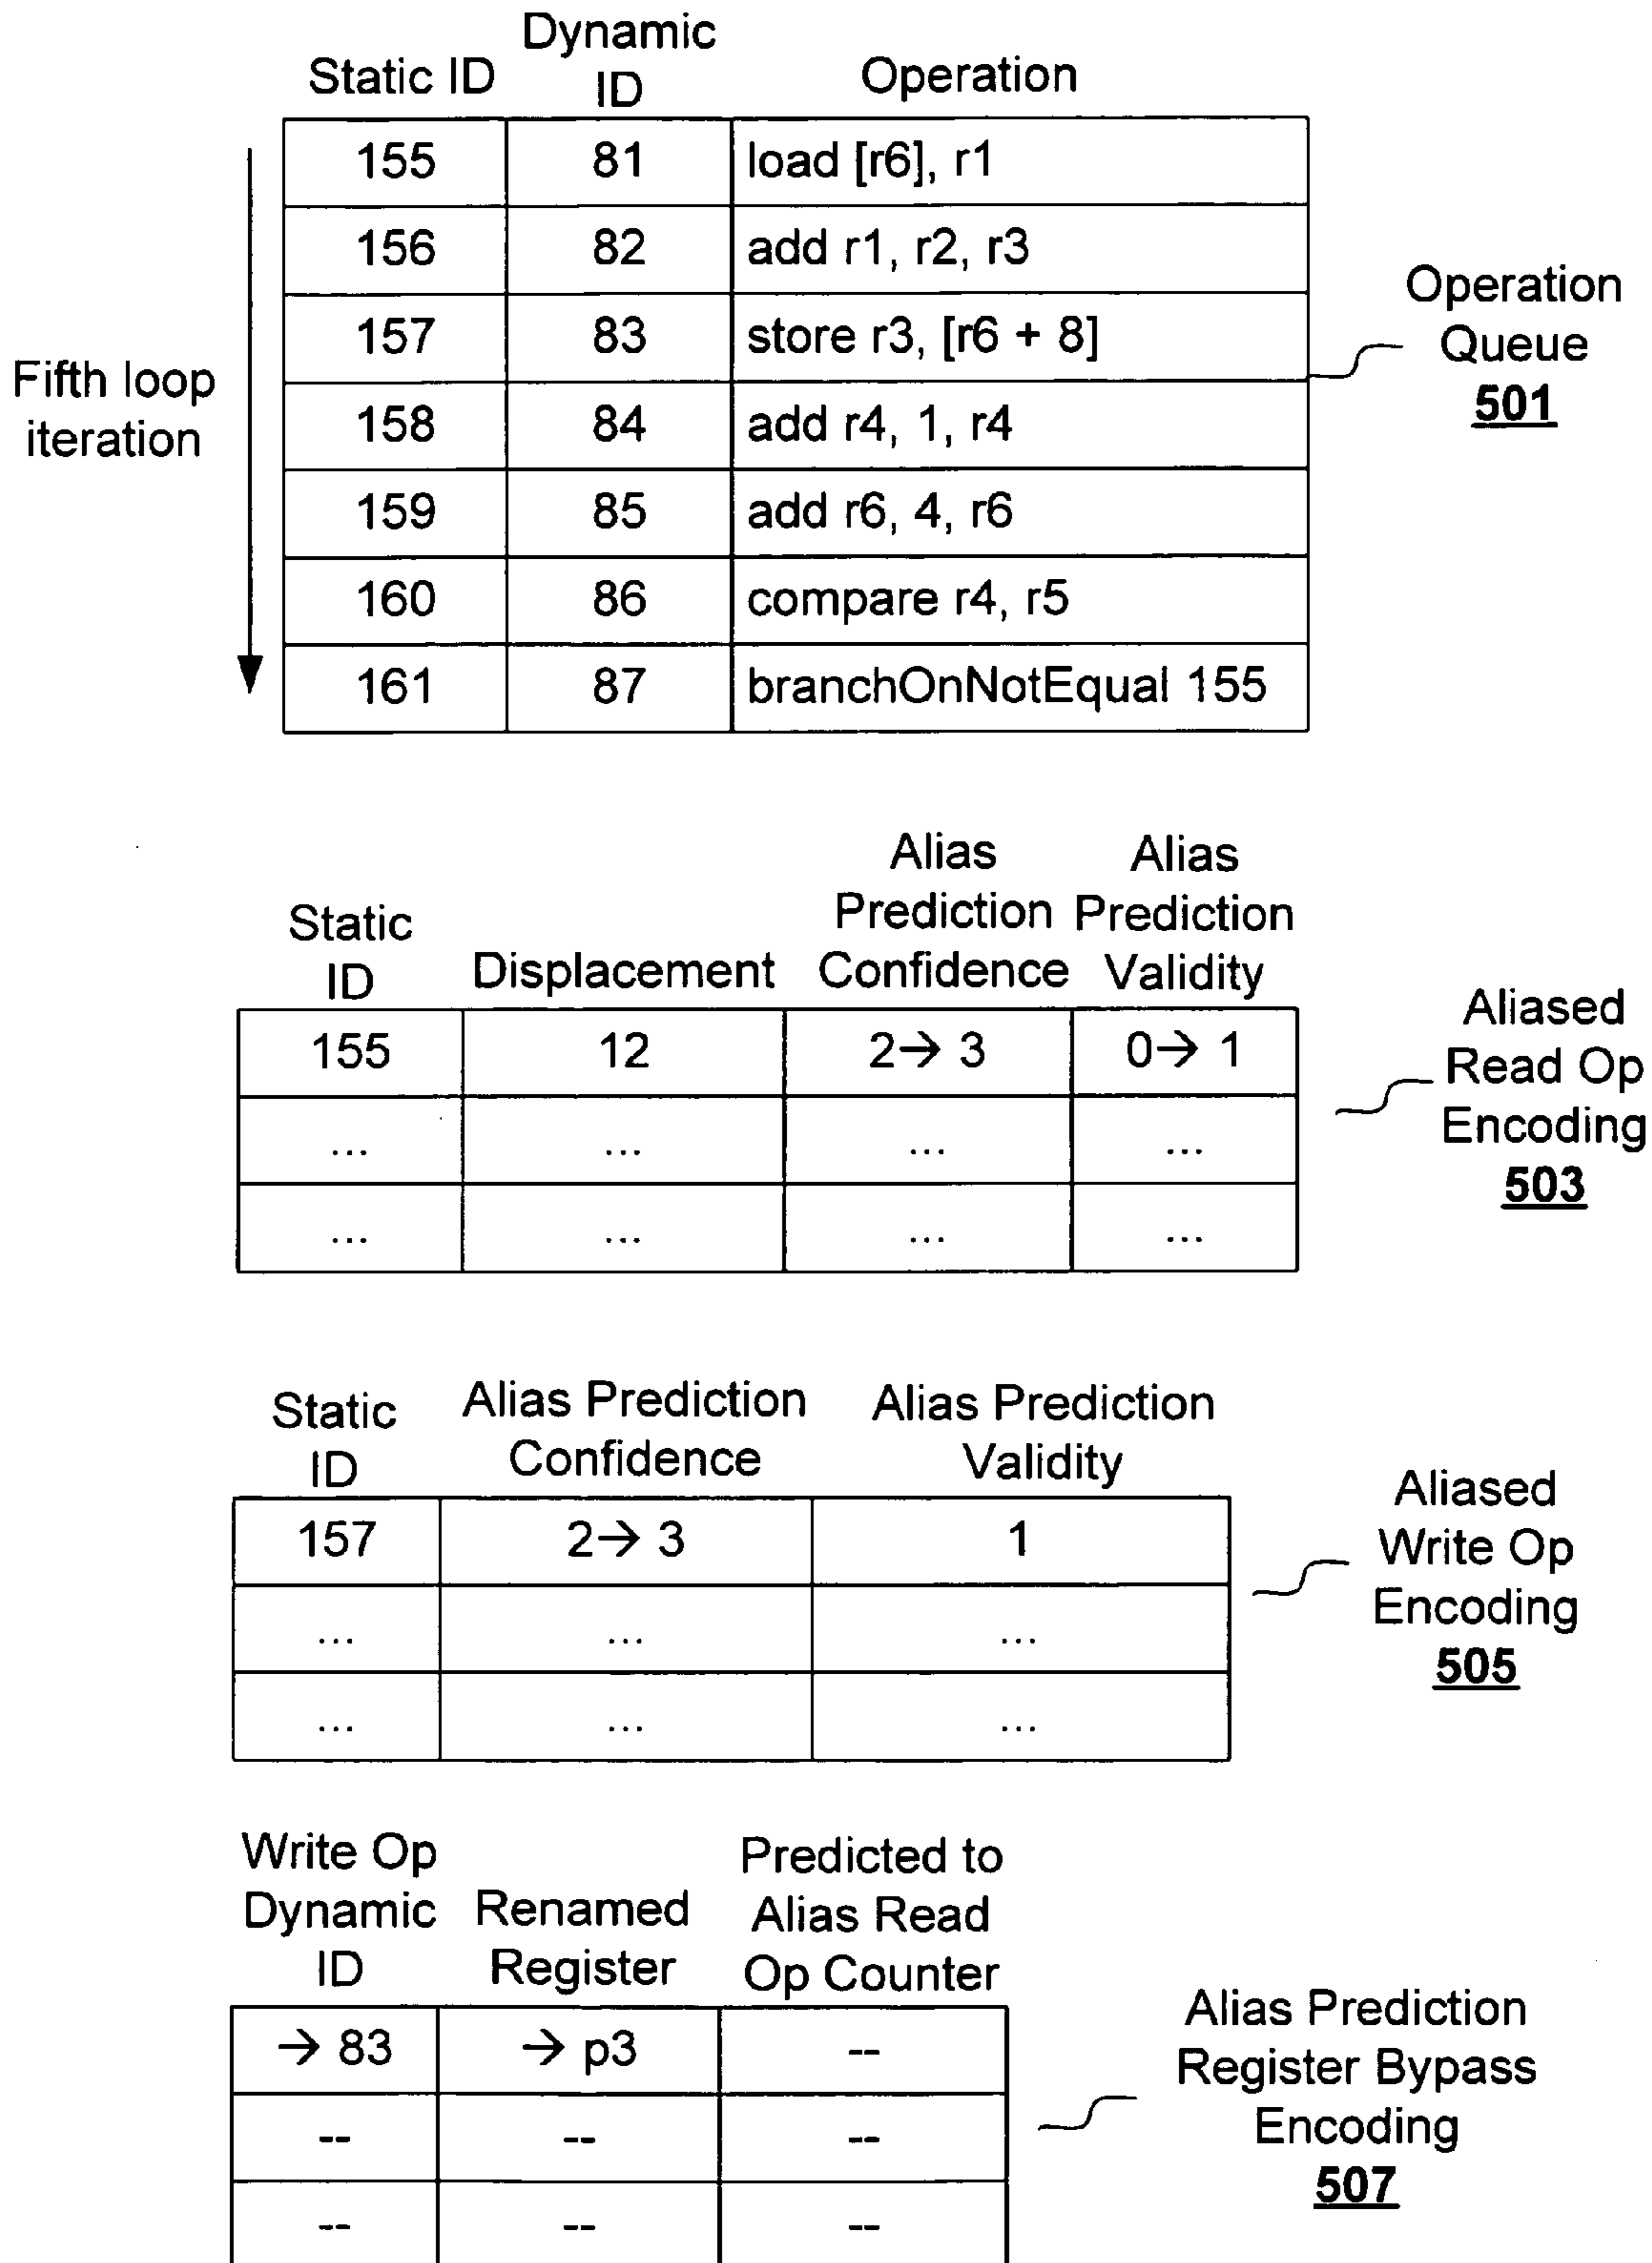 Static ID Dynamic ID Operation
155 81 load [r6], r1
156 82 add r1, r2, r3
157 83 store r3, [r6 + 8]
158 84 add r4, 1, r4
159 85 add r6, 4, r6
160 86 compare r4, r5
161 87 branchOnNotEqual 155
Fifth loop
iteration
Operation
Queue
501
Static ID Displacement Alias Prediction Confidence Alias Prediction Validity
155 12 2→ 3 0→ 1
... ... ... ...
... ... ... ...
Aliased
Read Op
Encoding
503
Static ID Alias Prediction Confidence Alias Prediction Validity
157 2→ 3 1
... ... ...
... ... ...
Aliased
Write Op
Encoding
505
Write Op Dynamic ID Renamed Register Predicted to Alias Read Op Counter
→ 83 → p3 --
-- -- --
-- -- --
Alias Prediction
Register Bypass
Encoding
507